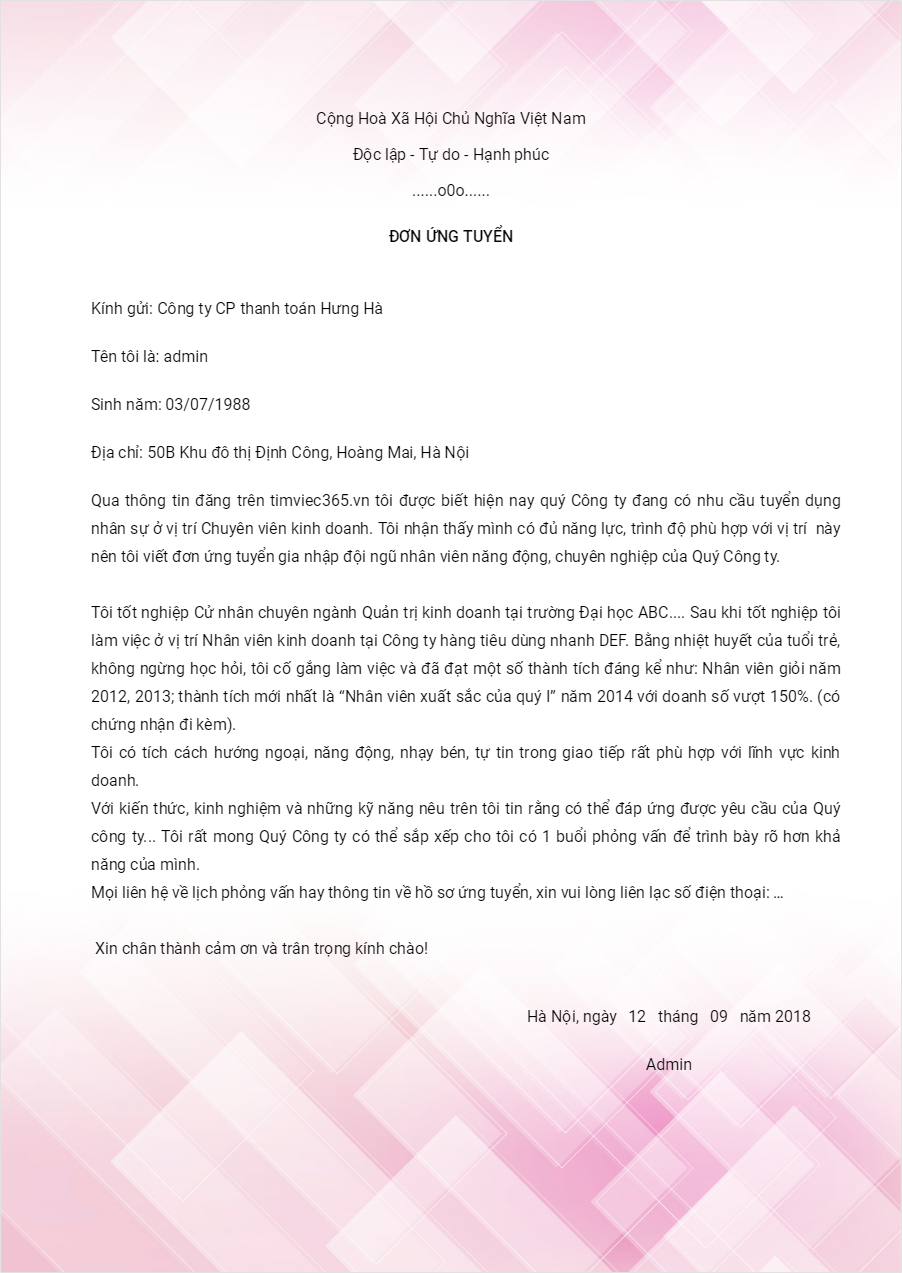 Cộng Hoà Xã Hội Chủ Nghĩa Việt Nam
Độc lập - Tự do - Hạnh phúc
......o0o......
ĐƠN ỨNG TUYỂN
Kính gửi: Công ty CP thanh toán Hưng Hà
Tên tôi là: admin
Sinh năm: 03/07/1988
Địa chỉ: 50B Khu đô thị Định Công, Hoàng Mai, Hà Nội
Qua thông tin đăng trên timviec365.vn tôi được biết hiện nay quý Công ty đang có nhu cầu tuyển dụng
nhân sự ở vị trí Chuyên viên kinh doanh. Tôi nhận thấy mình có đủ năng lực, trình độ phù hợp với vị trí này
nên tôi viết đơn ứng tuyển gia nhập đội ngũ nhân viên năng động, chuyên nghiệp của Quý Công ty.
Tôi tốt nghiệp Cử nhân chuyên ngành Quản trị kinh doanh tại trường Đại học ABC.... Sau khi tốt nghiệp tôi
làm việc ở vị trí Nhân viên kinh doanh tại Công ty hàng tiêu dùng nhanh DEF. Bằng nhiệt huyết của tuổi trẻ,
không ngừng học hỏi, tôi cố gắng làm việc và đã đạt một số thành tích đáng kể như: Nhân viên giỏi năm
2012, 2013; thành tích mới nhất là “Nhân viên xuất sắc của quý I” năm 2014 với doanh số vượt 150%. (có
chứng nhận đi kèm).
Tôi có tích cách hướng ngoại, năng động, nhạy bén, tự tin trong giao tiếp rất phù hợp với lĩnh vực kinh
doanh.
Với kiến thức, kinh nghiệm và những kỹ năng nêu trên tôi tin rằng có thể đáp ứng được yêu cầu của Quý
công ty... Tôi rất mong Quý Công ty có thể sắp xếp cho tôi có 1 buổi phỏng vấn để trình bày rõ hơn khả
năng của mình.
Mọi liên hệ về lịch phỏng vấn hay thông tin về hồ sơ ứng tuyển, xin vui lòng liên lạc số điện thoại: …
Xin chân thành cảm ơn và trân trọng kính chào!
Hà Nội, ngày 12 tháng 09 năm 2018
Admin